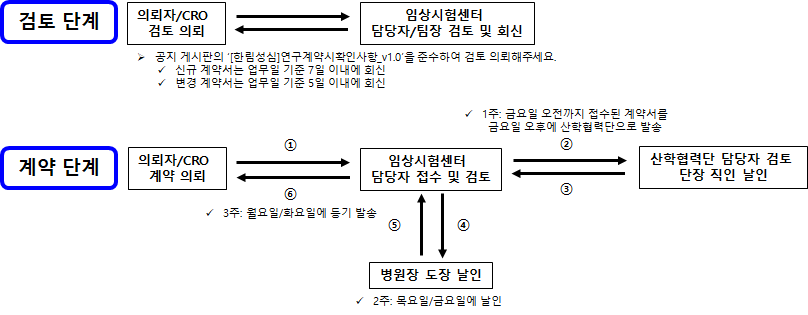 검토 단계
의뢰자/CRO
검토 의뢰
임상시험센터
담당자/팀장 검토 및 회신
➢ 공지 게시판의 '[한림성심]연구계약시확인사항_v1.0'을 준수하여 검토 의뢰해주세요.
✓ 신규 계약서는 업무일 기준 7일 이내에 회신
✓ 변경 계약서는 업무일 기준 5일 이내에 회신
✓ 1주: 금요일 오전까지 접수된 계약서를
금요일 오후에 산학협력단으로 발송
계약 단계
의뢰자/CRO
계약 의뢰
①
⑥
임상시험센터
담당자 접수 및 검토
②
③
산학협력단 담당자 검토
단장 직인 날인
✓ 3주: 월요일/화요일에 등기 발송
⑤
④
병원장 도장 날인
✓ 2주: 목요일/금요일에 날인